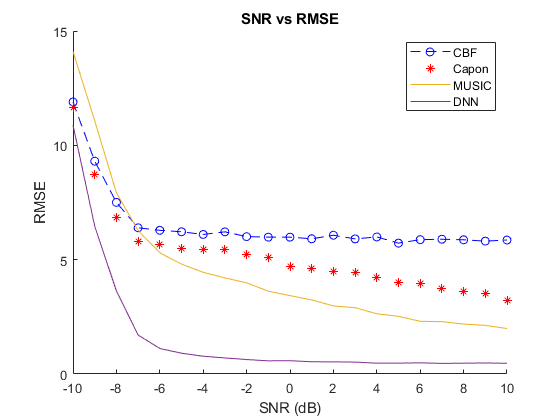 SNR vs RMSE
15
10
5
0
RMSE
-10 -8 -6 -4 -2 0 2 4 6 8 10
SNR (dB)
CBF
Capon
MUSIC
DNN